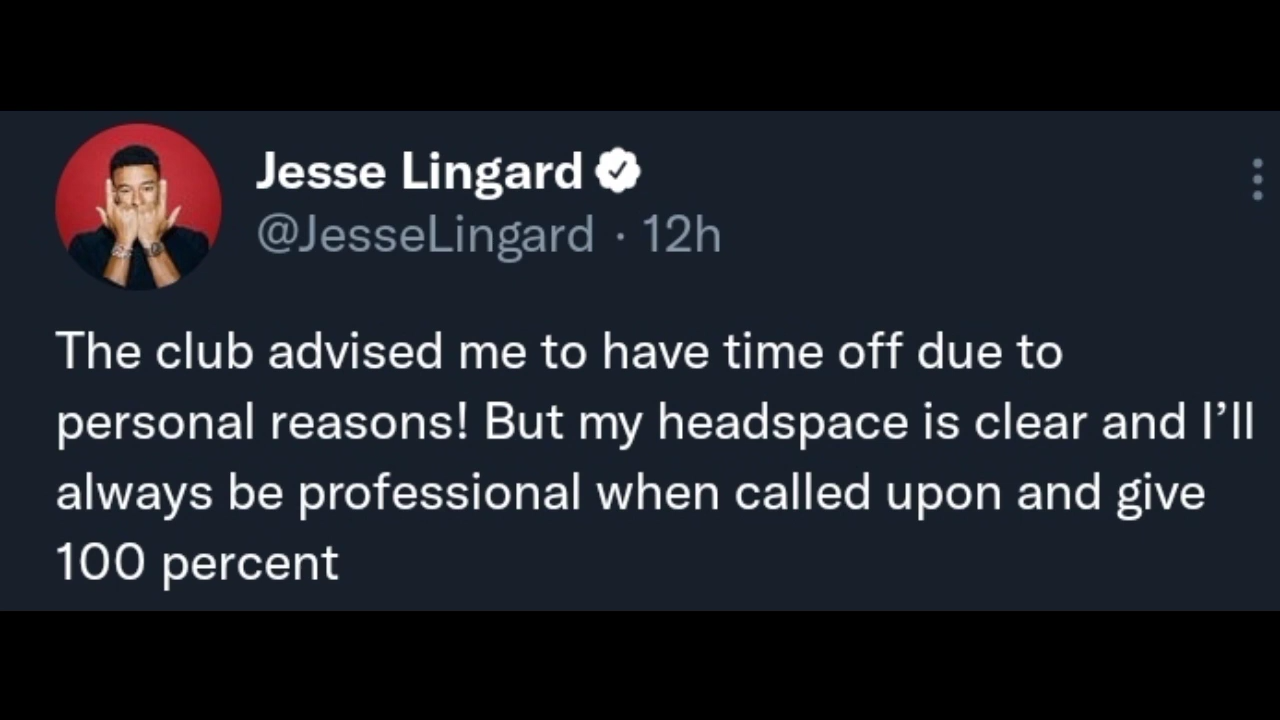 Jesse Lingard
@JesseLingard · 12h
The club advised me to have time off due to
personal reasons! But my headspace is clear and I’ll
always be professional when called upon and give
100 percent